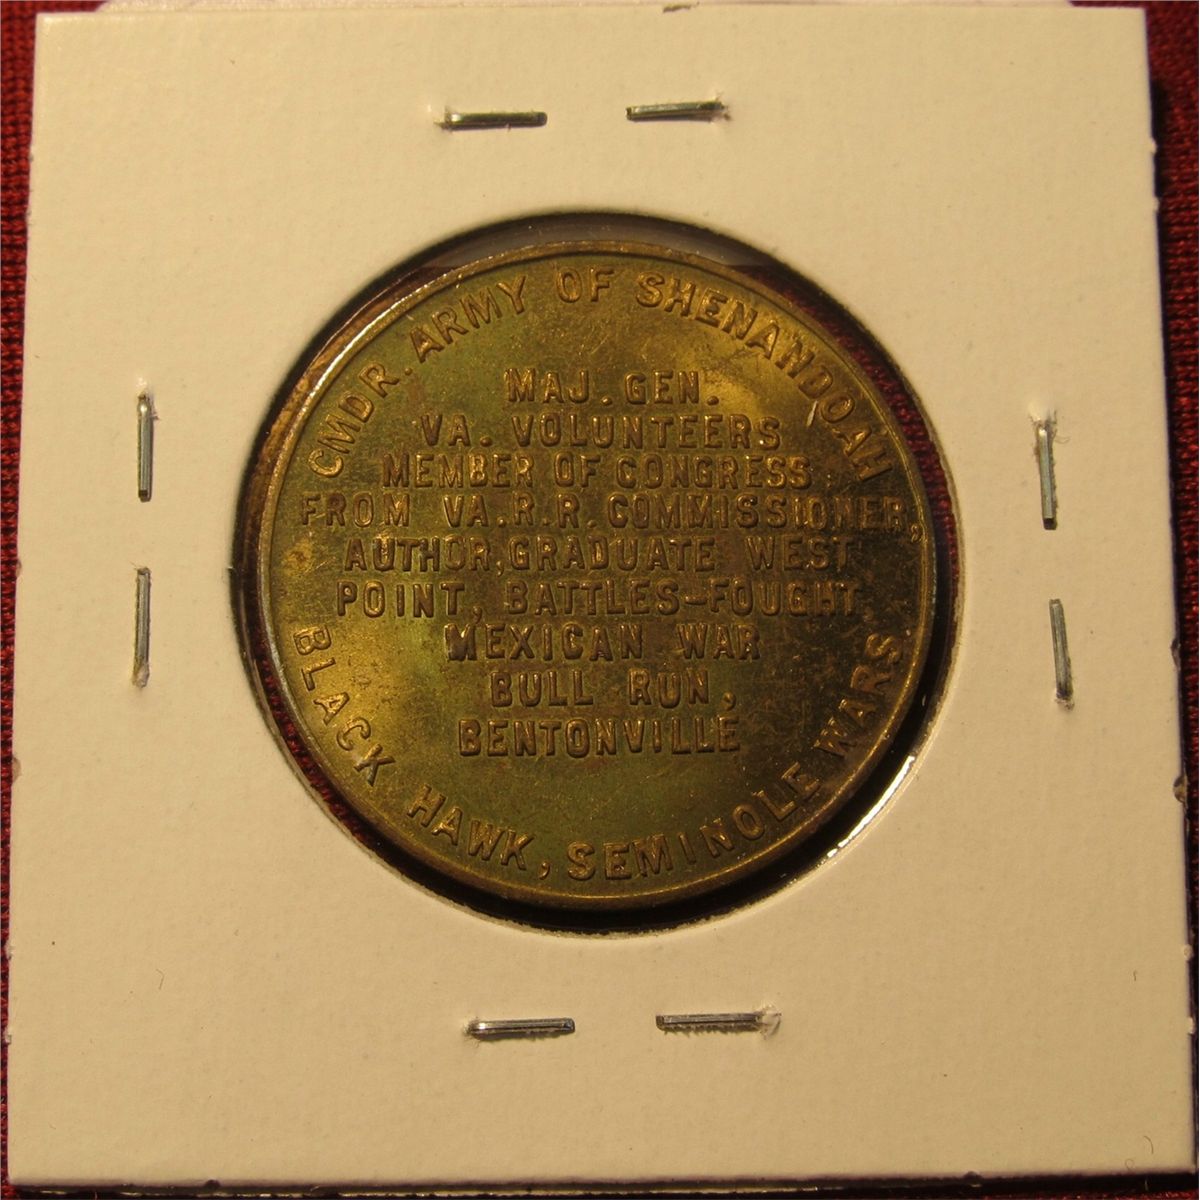 CMDR. ARMY OF SHENANDOAH
MAJ. GEN.
VA. VOLUNTEERS
MEMBER OF CONGRESS
FROM VA.R.R.COMMISSIONER,
AUTHOR,GRADUATE WEST
POINT, BATTLES-FOUGHT
MEXICAN WAR
BULL RUN,
BENTONVILLE
BLACK HAWK, SEMINOLE WARS